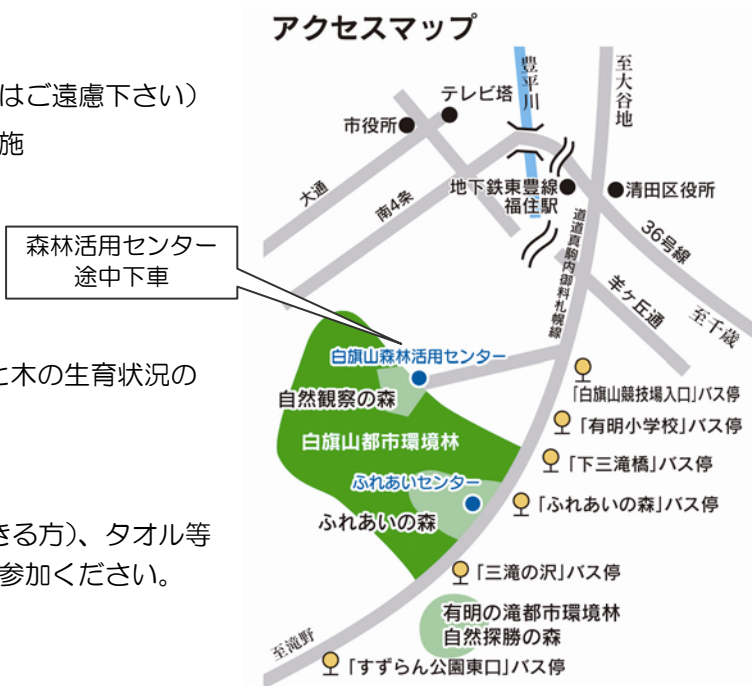 アクセスマップ
はご遠慮下さい）
施
森林活用センター
途中下車
と木の生育状況の
きる方）、タオル等
参加ください。
至大谷地
豊平川
テレビ塔
市役所
大通
南4条
地下鉄東豊線
福住駅
清田区役所
36号線
道道真駒内御料札幌線
羊ヶ丘通
至千歳
白旗山森林活用センター
自然観察の森
白旗山都市環境林
ふれあいセンター
ふれあいの森
「白旗山競技場入口」バス停
「有明小学校」バス停
「下三滝橋」バス停
「ふれあいの森」バス停
「三滝の沢」バス停
有明の滝都市環境林
自然探勝の森
至滝野
「すずらん公園東口」バス停